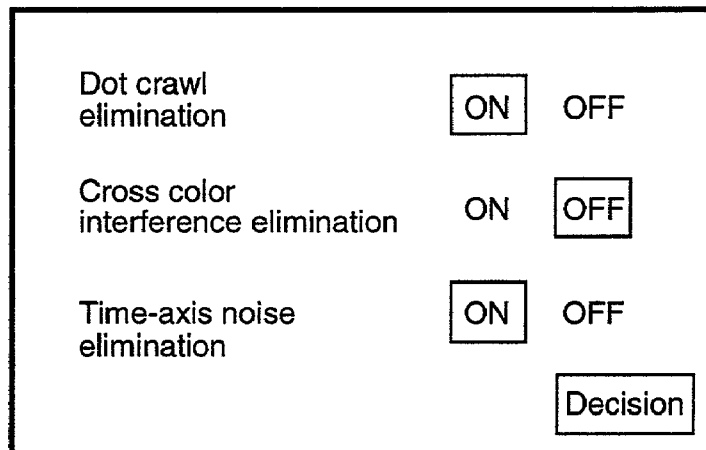 Dot crawl
elimination
ON OFF
Cross color
interference elimination
ON OFF
Time-axis noise
elimination
ON OFF
Decision